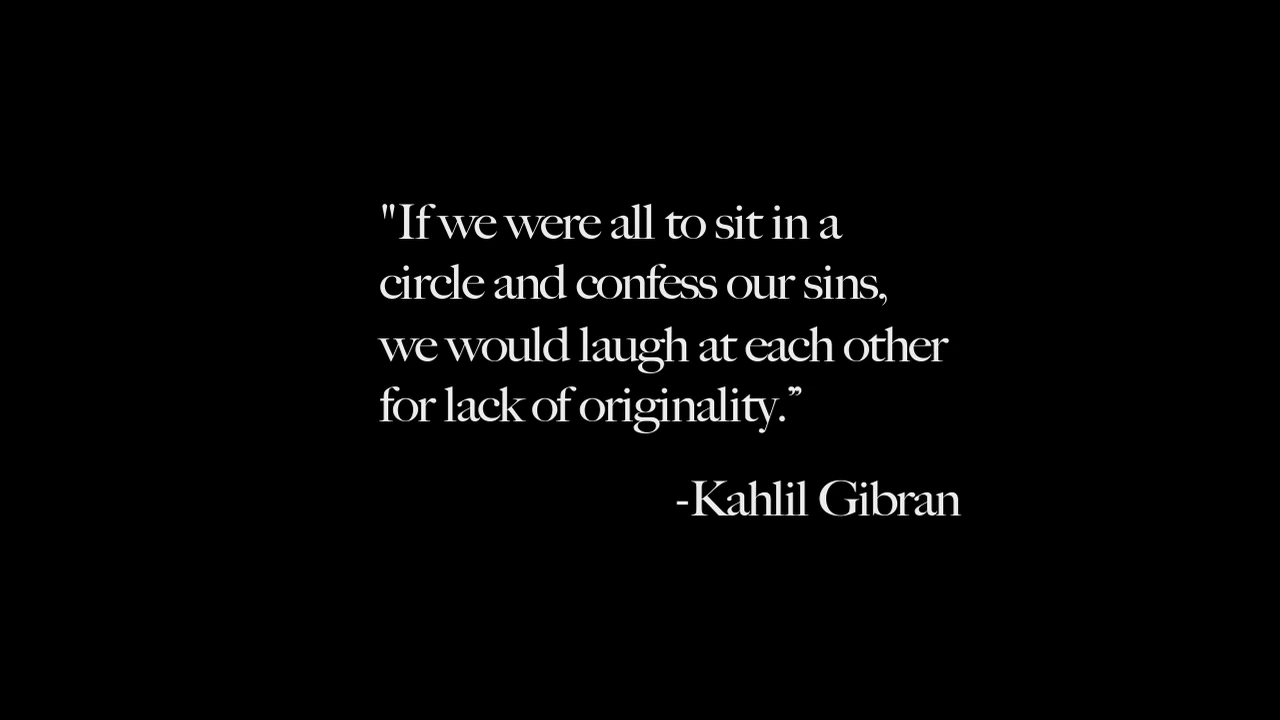 "If we were all to sit in a
circle and confess our sins,
we would laugh at each other
for lack of originality.”
-Kahlil Gibran